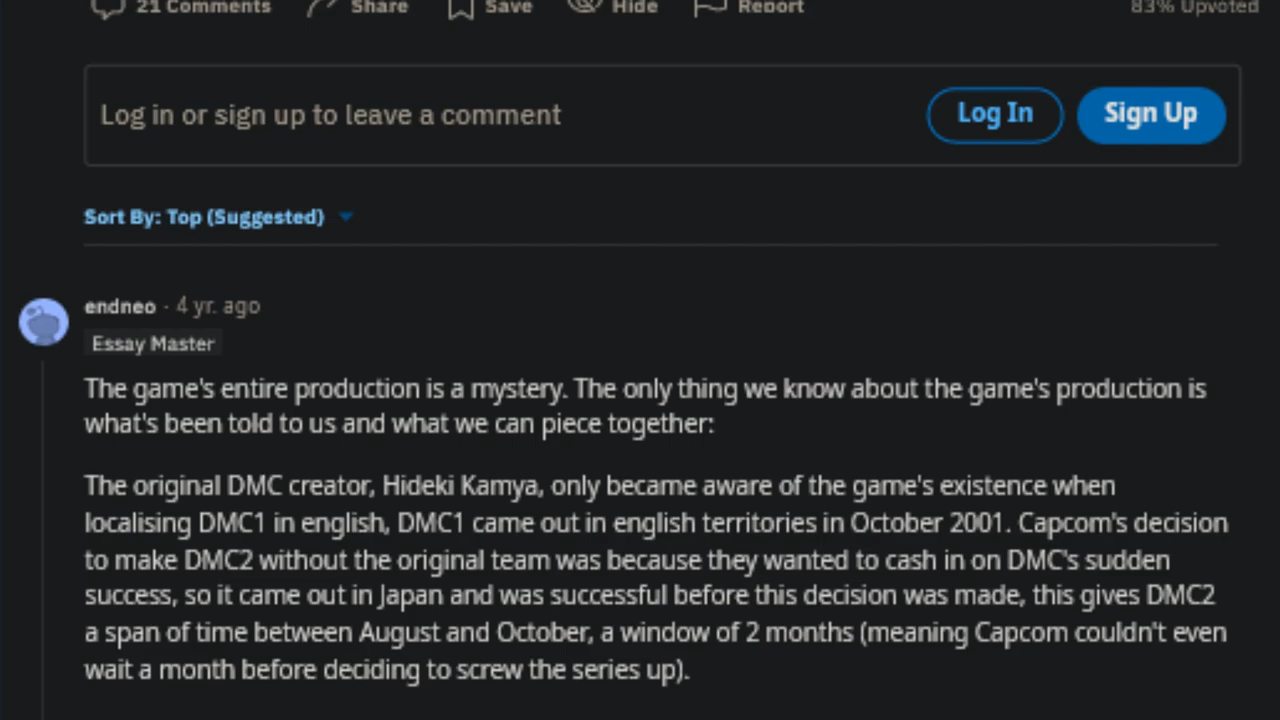 21 Comments Share Save Hide Report 83% Upvoted
Log in or sign up to leave a comment Log In Sign Up
Sort By: Top (Suggested)
endneo · 4 yr. ago
Essay Master
The game's entire production is a mystery. The only thing we know about the game's production is
what's been told to us and what we can piece together:
The original DMC creator, Hideki Kamya, only became aware of the game's existence when
localising DMC1 in english, DMC1 came out in english territories in October 2001. Capcom's decision
to make DMC2 without the original team was because they wanted to cash in on DMC's sudden
success, so it came out in Japan and was successful before this decision was made, this gives DMC2
a span of time between August and October, a window of 2 months (meaning Capcom couldn't even
wait a month before deciding to screw the series up).